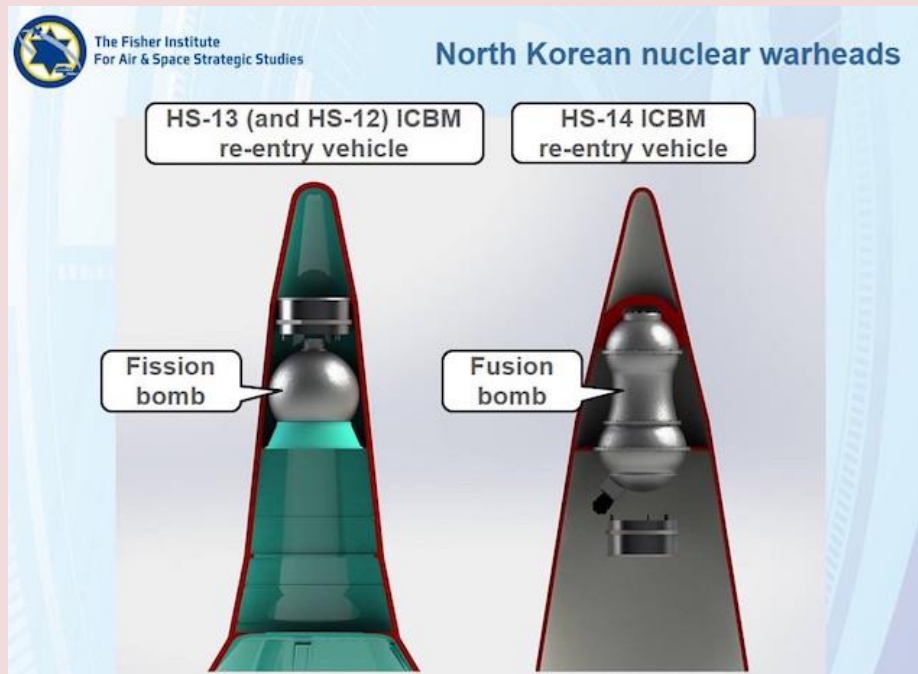 The Fisher Institute
For Air & Space Strategic Studies
North Korean nuclear warheads
HS-13 (and HS-12) ICBM
re-entry vehicle
HS-14 ICBM
re-entry vehicle
Fission
bomb
Fusion
bomb